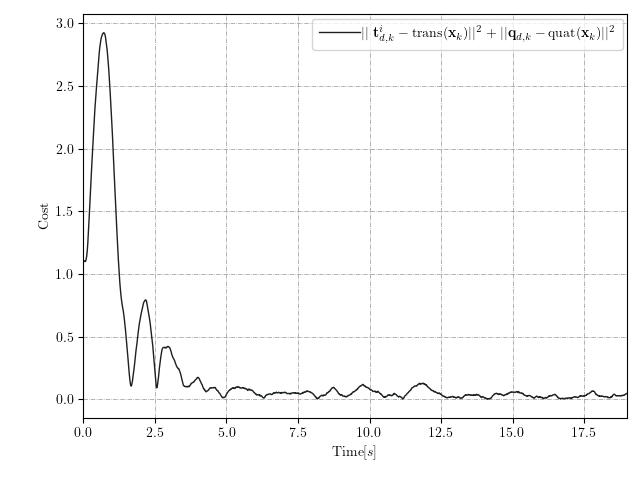 3.0
|| t^i_{d,k} − trans(x_k)||^2 + ||q_{d,k} − quat(x_k)||^2
2.5
2.0
1.5
Cost
1.0
0.5
0.0
0.0 2.5 5.0 7.5 10.0 12.5 15.0 17.5
Time[s]